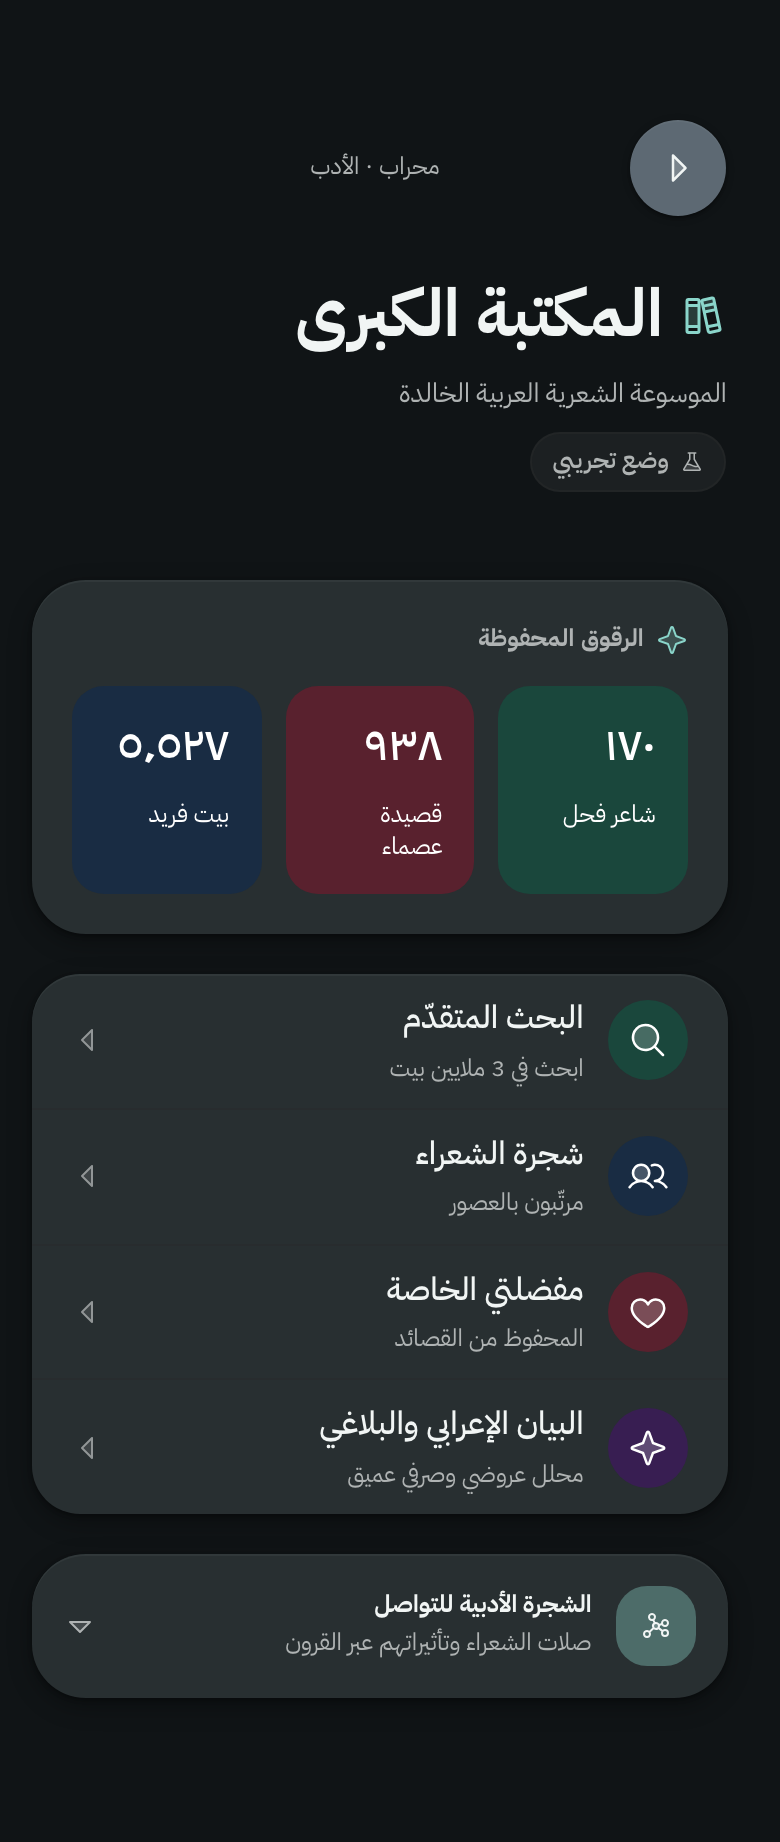 محراب · الأدب
المكتبة الكبرى
الموسوعة الشعرية العربية الخالدة
وضع تجريبي
الرقوق المحفوظة
١٧٠
شاعر فحل
٩٣٨
قصيدة
عصماء
٥,٥٢٧
بيت فريد
البحث المتقدّم
ابحث في 3 ملايين بيت
شجرة الشعراء
مرتّبون بالعصور
مفضلتي الخاصة
المحفوظ من القصائد
البيان الإعرابي والبلاغي
محلل عروضي وصرفي عميق
الشجرة الأدبية للتواصل
صلات الشعراء وتأثيراتهم عبر القرون